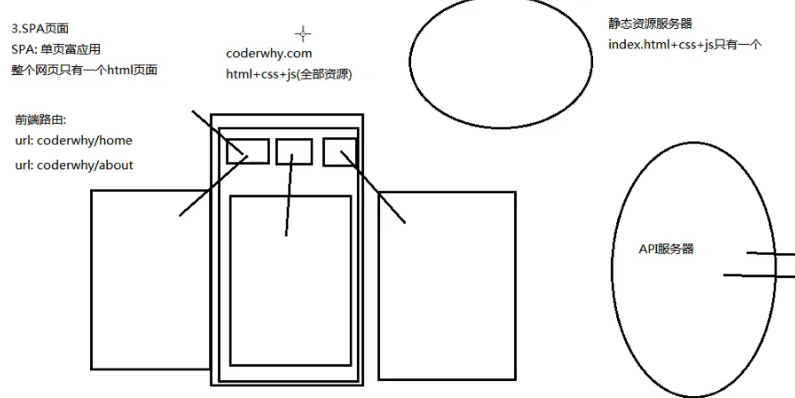 3.SPA页面
SPA: 单页富应用
整个网页只有一个html页面
前端路由:
url: coderwhy/home
url: coderwhy/about
coderwhy.com
html+css+js(全部资源)
静态资源服务器
index.html+css+js只有一个
API服务器